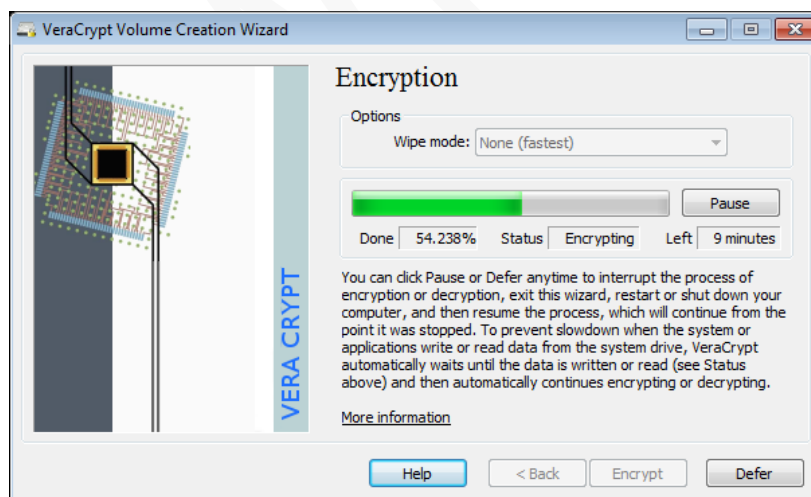 VeraCrypt Volume Creation Wizard
VERA CRYPT
Encryption
Options
Wipe mode: None (fastest)
Pause
Done 54.238% Status Encrypting Left 9 minutes
You can click Pause or Defer anytime to interrupt the process of
encryption or decryption, exit this wizard, restart or shut down your
computer, and then resume the process, which will continue from the
point it was stopped. To prevent slowdown when the system or
applications write or read data from the system drive, VeraCrypt
automatically waits until the data is written or read (see Status
above) and then automatically continues encrypting or decrypting.
More information
Help < Back Encrypt Defer